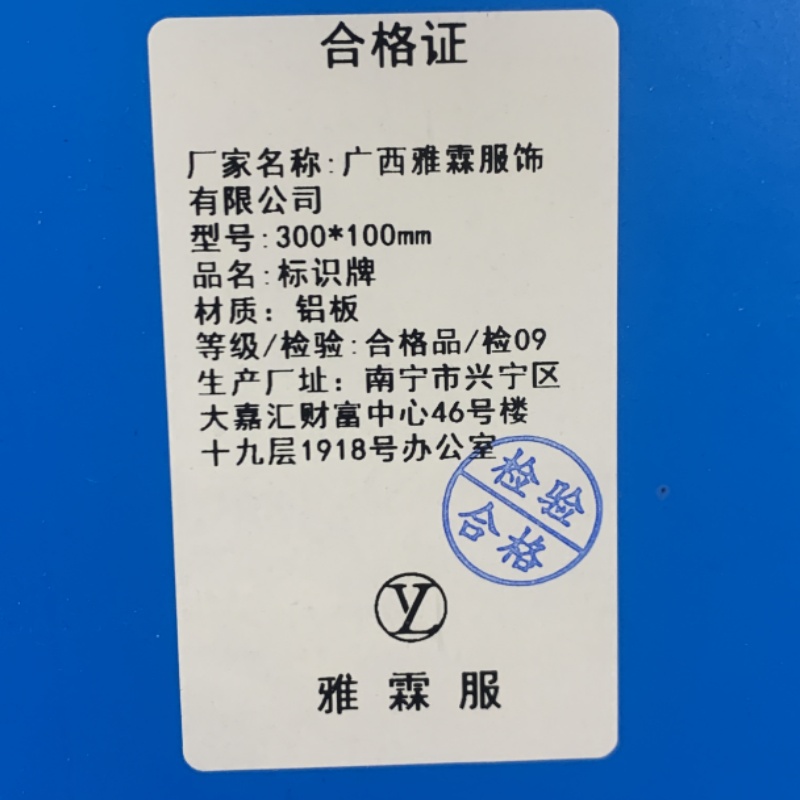 合格证
厂家名称:广西雅霖服饰
有限公司
型号:300*100mm
品名:标识牌
材质：铝板
等级/检验:合格品/检09
生产厂址：南宁市兴宁区
大嘉汇财富中心46号楼
十九层1918号办公室
检验
合格
YL
雅霖服